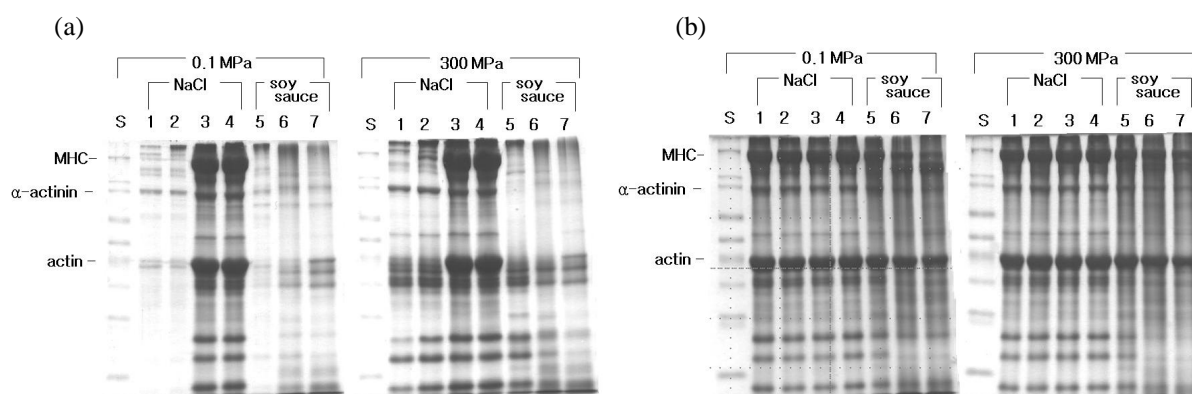 (a)
0.1 MPa 300 MPa
NaCl soy sauce NaCl soy sauce
S 1 2 3 4 5 6 7 S 1 2 3 4 5 6 7
MHC-
α-actinin -
actin -
(b)
0.1 MPa 300 MPa
NaCl soy sauce NaCl soy sauce
S 1 2 3 4 5 6 7 S 1 2 3 4 5 6 7
MHC-
α-actinin -
actin -